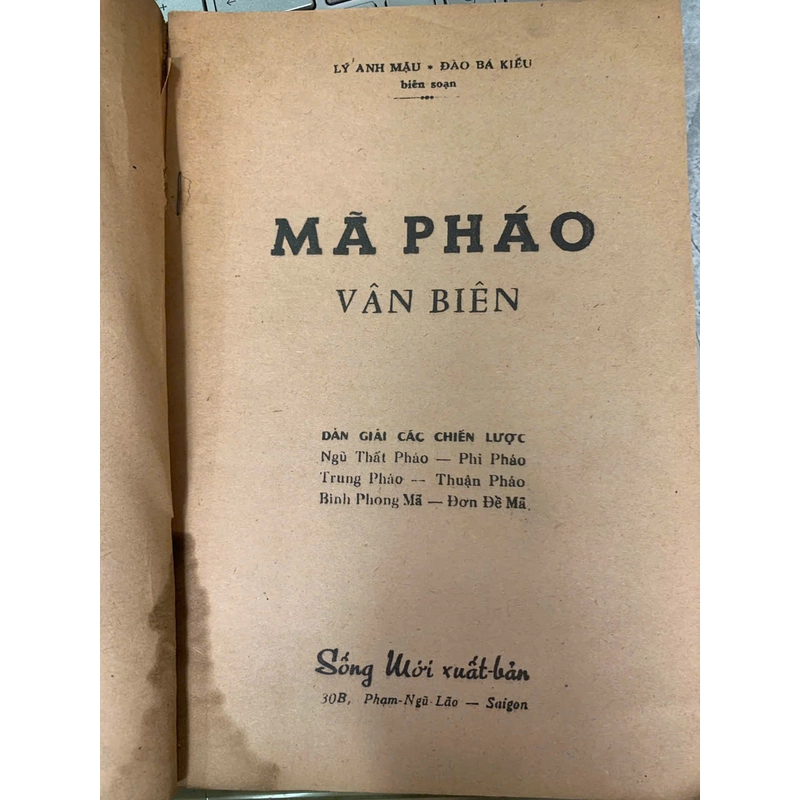 LÝ ANH MẬU • ĐÀO BÁ KIỀU
biên soạn
MÃ PHÁO
VÂN BIÊN
DẪN GIẢI CÁC CHIẾN LƯỢC
Ngũ Thất Pháo — Phi Pháo
Trung Pháo — Thuận Pháo
Bình Phong Mã — Đơn Đề Mã
Sống Mới xuất-bản
30B, Phạm-Ngũ-Lão — Saigon